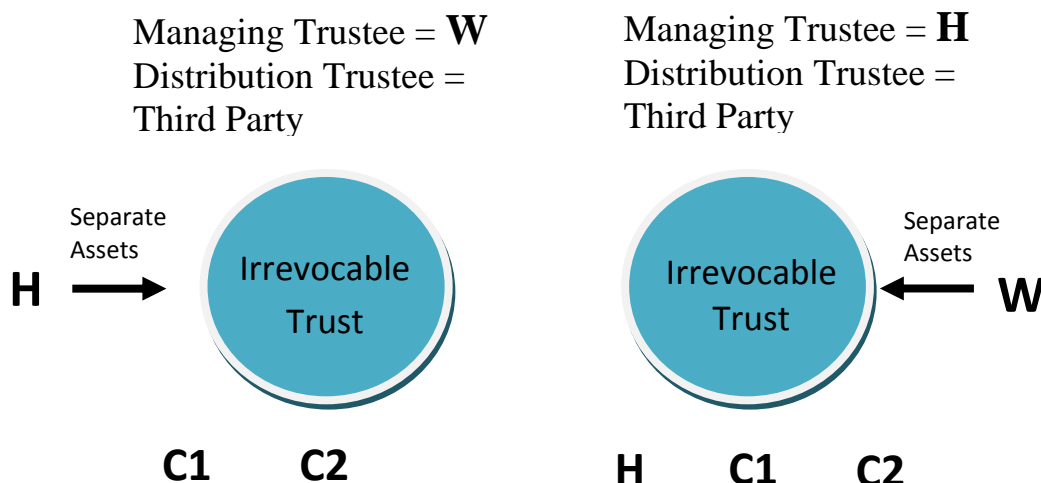 Managing Trustee = W
Distribution Trustee =
Third Party
Managing Trustee = H
Distribution Trustee =
Third Party
Separate
Assets
H
Irrevocable
Trust
Irrevocable
Trust
Separate
Assets
W
C1 C2
H C1 C2